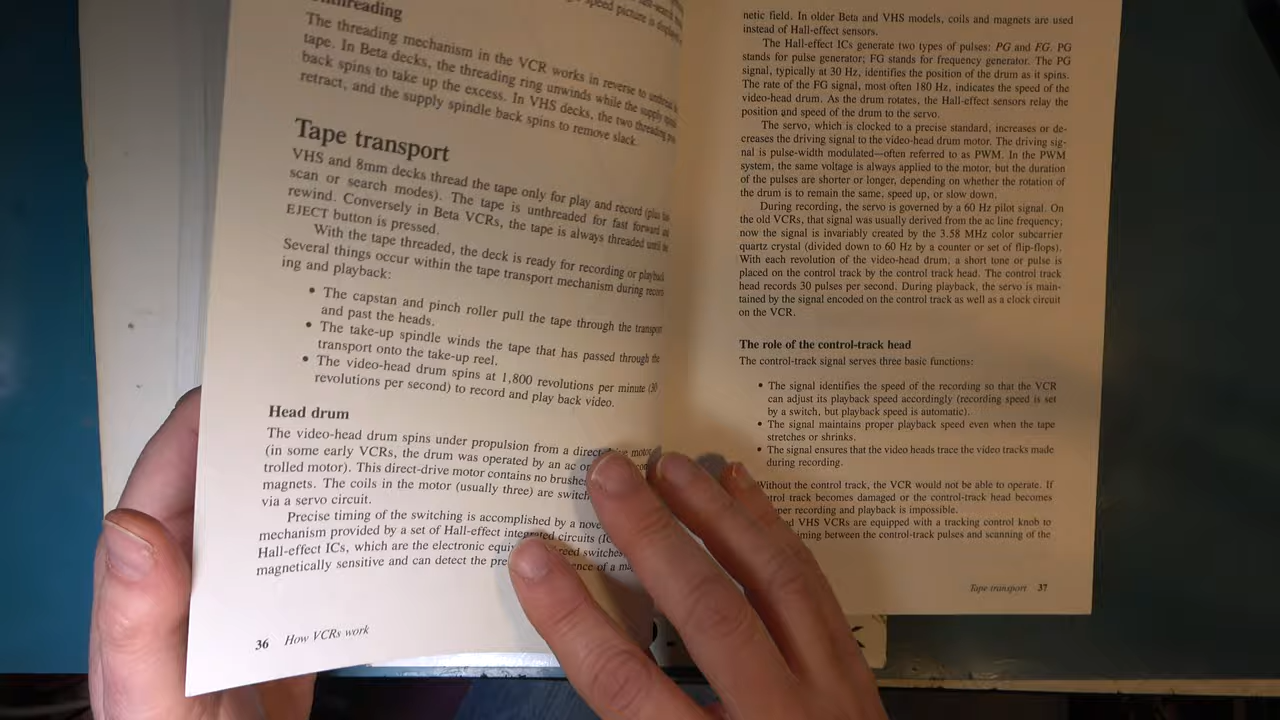 speed picture is
The threading mechanism in the VCR works in reverse to
tape. In Beta decks, the threading ring unwinds while the supply
back spins to take up the excess. In VHS decks, the two threading
retract, and the supply spindle back spins to remove slack.
Tape transport
VHS and 8mm decks thread the tape only for play and record (plus
scan or search modes). The tape is unthreaded for fast forward
rewind. Conversely in Beta VCRs, the tape is always threaded until
EJECT button is pressed.
With the tape threaded, the deck is ready for recording or playback
Several things occur within the tape transport mechanism during
ing and playback:
• The capstan and pinch roller pull the tape through the transport
and past the heads.
• The take-up spindle winds the tape that has passed through the
transport onto the take-up reel.
• The video-head drum spins at 1,800 revolutions per minute (30
revolutions per second) to record and play back video.
Head drum
The video-head drum spins under propulsion from a direct-drive motor
(in some early VCRs, the drum was operated by an ac or
trolled motor). This direct-drive motor contains no brushes
magnets. The coils in the motor (usually three) are
via a servo circuit.
Precise timing of the switching is accomplished by a
mechanism provided by a set of Hall-effect integrated circuits
Hall-effect ICs, which are the electronic reed switches,
magnetically sensitive and can detect the of a
36 How VCRs work
netic field. In older Beta and VHS models, coils and magnets are used
instead of Hall-effect sensors.
The Hall-effect ICs generate two types of pulses: PG and FG. PG
stands for pulse generator; FG stands for frequency generator. The PG
signal, typically at 30 Hz, identifies the position of the drum as it spins.
The rate of the FG signal, most often 180 Hz, indicates the speed of the
video-head drum. As the drum rotates, the Hall-effect sensors relay the
position and speed of the drum to the servo.
The servo, which is clocked to a precise standard, increases or de-
creases the driving signal to the video-head drum motor. The driving sig-
nal is pulse-width modulated—often referred to as PWM. In the PWM
system, the same voltage is always applied to the motor, but the duration
of the pulses are shorter or longer, depending on whether the rotation of
the drum is to remain the same, speed up, or slow down.
During recording, the servo is governed by a 60 Hz pilot signal. On
the old VCRs, that signal was usually derived from the ac line frequency;
now the signal is invariably created by the 3.58 MHz color subcarrier
quartz crystal (divided down to 60 Hz by a counter or set of flip-flops).
With each revolution of the video-head drum, a short tone or pulse is
placed on the control track by the control track head. The control track
head records 30 pulses per second. During playback, the servo is main-
tained by the signal encoded on the control track as well as a clock circuit
on the VCR.
The role of the control-track head
The control-track signal serves three basic functions:
• The signal identifies the speed of the recording so that the VCR
can adjust its playback speed accordingly (recording speed is set
by a switch, but playback speed is automatic).
• The signal maintains proper playback speed even when the tape
stretches or shrinks.
• The signal ensures that the video heads trace the video tracks made
during recording.
Without the control track, the VCR would not be able to operate. If
track becomes damaged or the control-track head becomes
recording and playback is impossible.
VHS VCRs are equipped with a tracking control knob to
between the control-track pulses and scanning of the
Tape transport 37